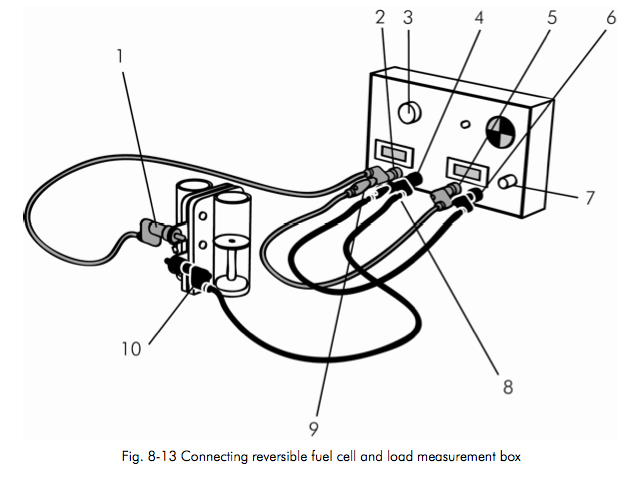 2 3 4 5 6
1
7
10
8
9
Fig. 8-13 Connecting reversible fuel cell and load measurement box